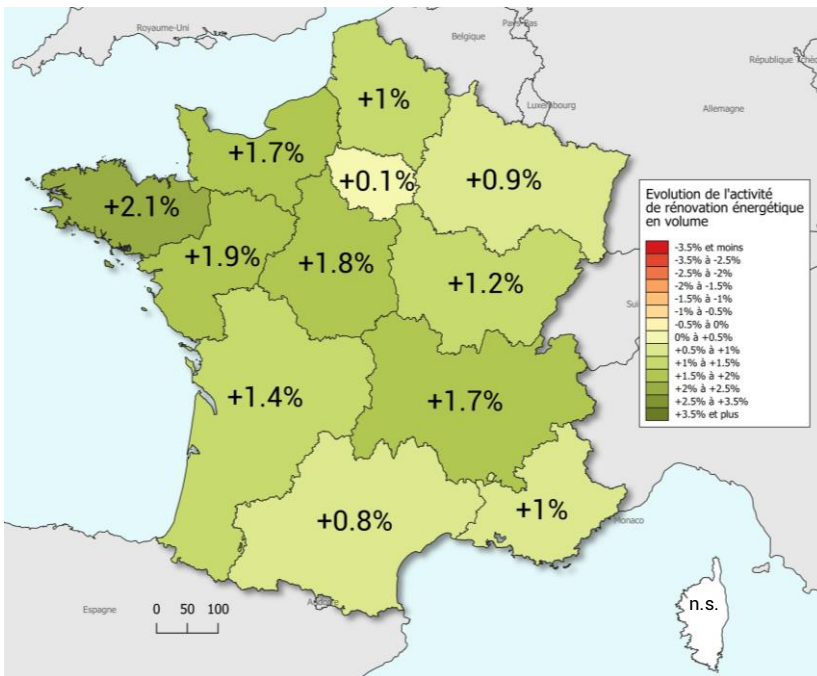 Royaume-Uni
Belgique
Pays-Bas
République Tchè
Luxembourg
Allemagne
+1%
+1.7%
+0.1%
+0.9%
+2.1%
+1.9%
+1.8%
+1.2%
Evolution de l'activité
de rénovation énergétique
en volume
-3.5% et moins
-3.5% à -2.5%
-2.5% à -2%
-2% à -1.5%
-1.5% à -1%
-1% à -0.5%
-0.5% à 0%
0% à +0.5%
+0.5% à +1%
+1% à +1.5%
+1.5% à +2%
+2% à +2.5%
+2.5% à +3.5%
+3.5% et plus
Sui
+1.4%
+1.7%
+0.8%
+1%
Monaco
Espagne
Andorre
0 50 100
n.s.